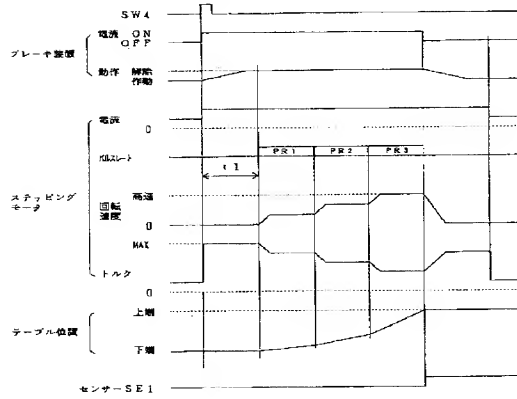 SW4
電流 ON
OFF
ブレーキ装置
動作 解除
作動
電流
0
パルスレート
PR1 PR2 PR3
t1
ステッピング
モータ
高速
回転
速度
0
MAX
トルク
0
上端
テーブル位置
下端
センサーSE1